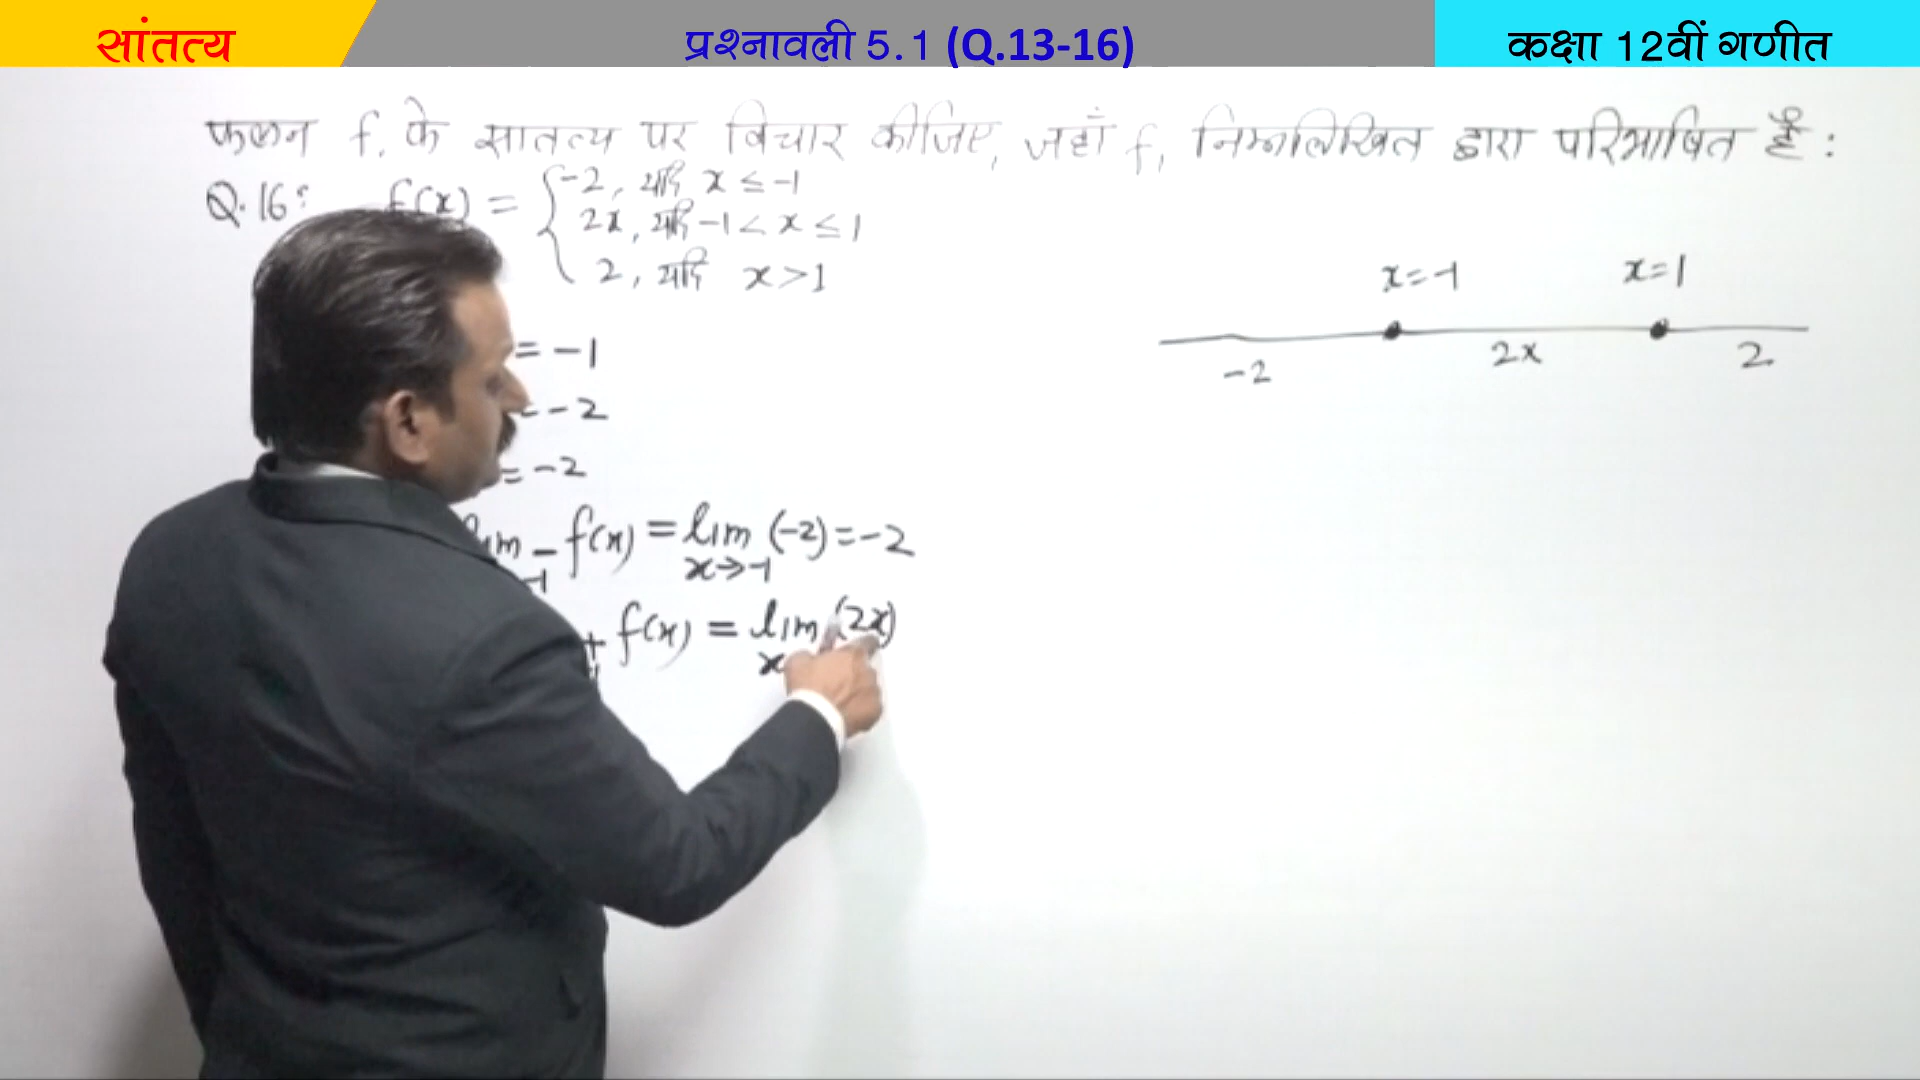 सांतत्य
प्रश्नावली 5.1 (Q.13-16)
कक्षा 12वीं गणीत
फलन f, के सातत्य पर विचार कीजिए, जहाँ f, निम्नलिखित द्वारा परिभाषित है :
Q.16: f(x) = { -2, यदि x ≤ -1
2x, यदि -1 < x ≤ 1
2, यदि x > 1
x=-1 x=1
-2 2x 2
= -1
= -2
= -2
lim - f(x) = lim (-2) = -2
-1 x→-1
+ f(x) = lim (2x)
x